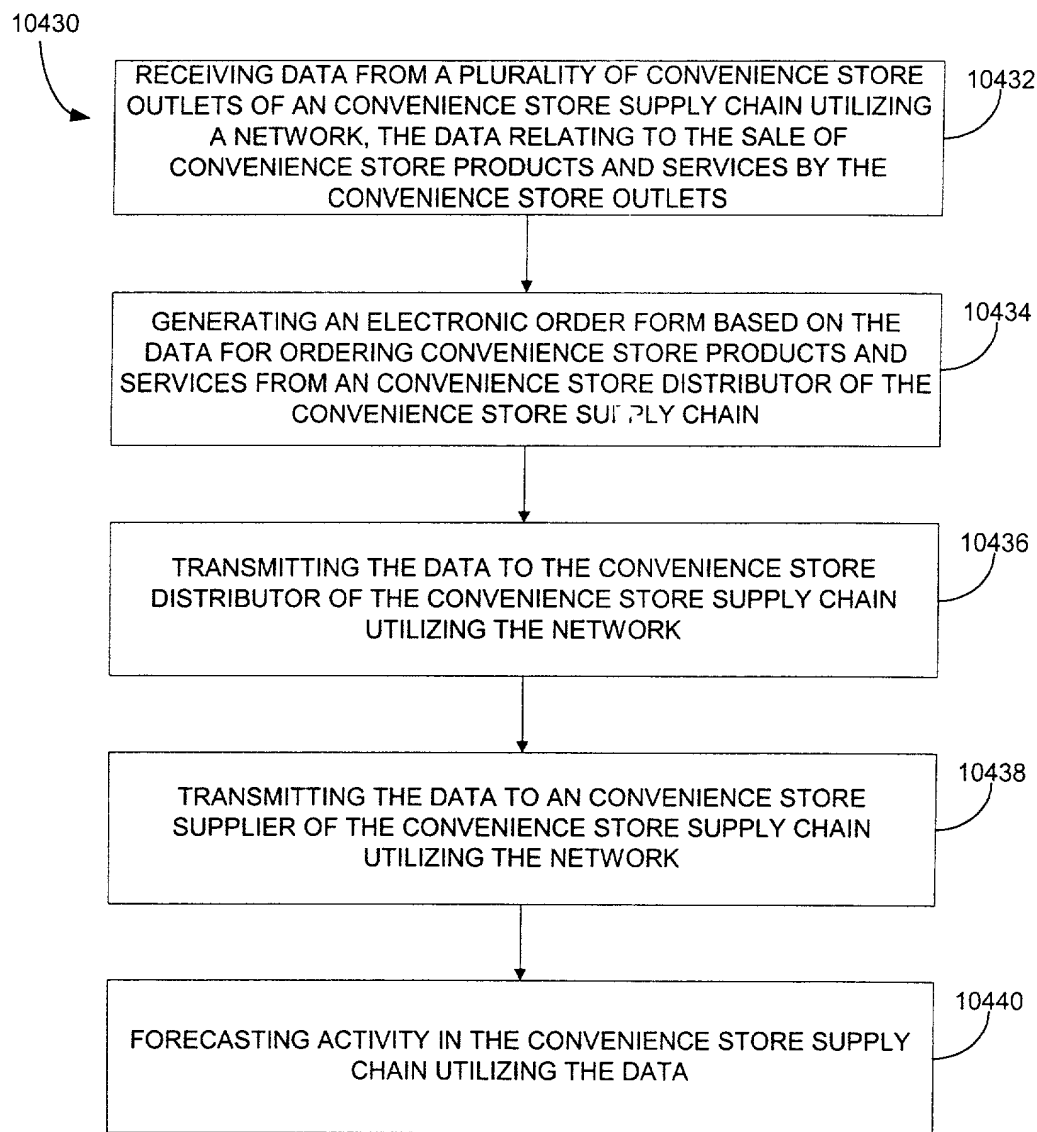 10430
RECEIVING DATA FROM A PLURALITY OF CONVENIENCE STORE
OUTLETS OF AN CONVENIENCE STORE SUPPLY CHAIN UTILIZING
A NETWORK, THE DATA RELATING TO THE SALE OF
CONVENIENCE STORE PRODUCTS AND SERVICES BY THE
CONVENIENCE STORE OUTLETS
10432
GENERATING AN ELECTRONIC ORDER FORM BASED ON THE
DATA FOR ORDERING CONVENIENCE STORE PRODUCTS AND
SERVICES FROM AN CONVENIENCE STORE DISTRIBUTOR OF THE
CONVENIENCE STORE SUPPLY CHAIN
10434
TRANSMITTING THE DATA TO THE CONVENIENCE STORE
DISTRIBUTOR OF THE CONVENIENCE STORE SUPPLY CHAIN
UTILIZING THE NETWORK
10436
TRANSMITTING THE DATA TO AN CONVENIENCE STORE
SUPPLIER OF THE CONVENIENCE STORE SUPPLY CHAIN
UTILIZING THE NETWORK
10438
FORECASTING ACTIVITY IN THE CONVENIENCE STORE SUPPLY
CHAIN UTILIZING THE DATA
10440